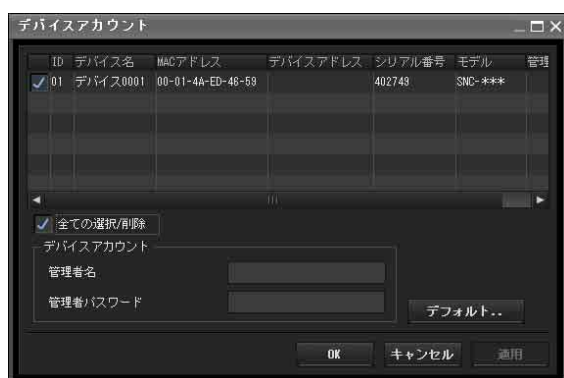 デバイスアカウント
ID デバイス名 MACアドレス デバイスアドレス シリアル番号 モデル 管理
01 デバイス0001 00-01-4A-ED-46-59 402749 SNC-***
全ての選択/削除
デバイスアカウント
管理者名
管理者パスワード
デフォルト..
OK キャンセル 適用